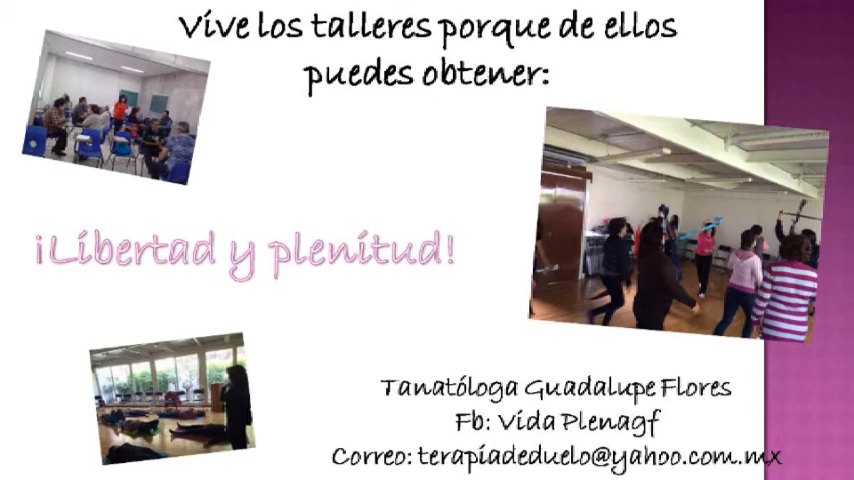 Vive los talleres porque de ellos
puedes obtener:
¡Libertad y plenitud!
Tanatóloga Guadalupe Flores
Fb: Vida Plenagf
Correo: terapiadeduelo@yahoo.com.mx